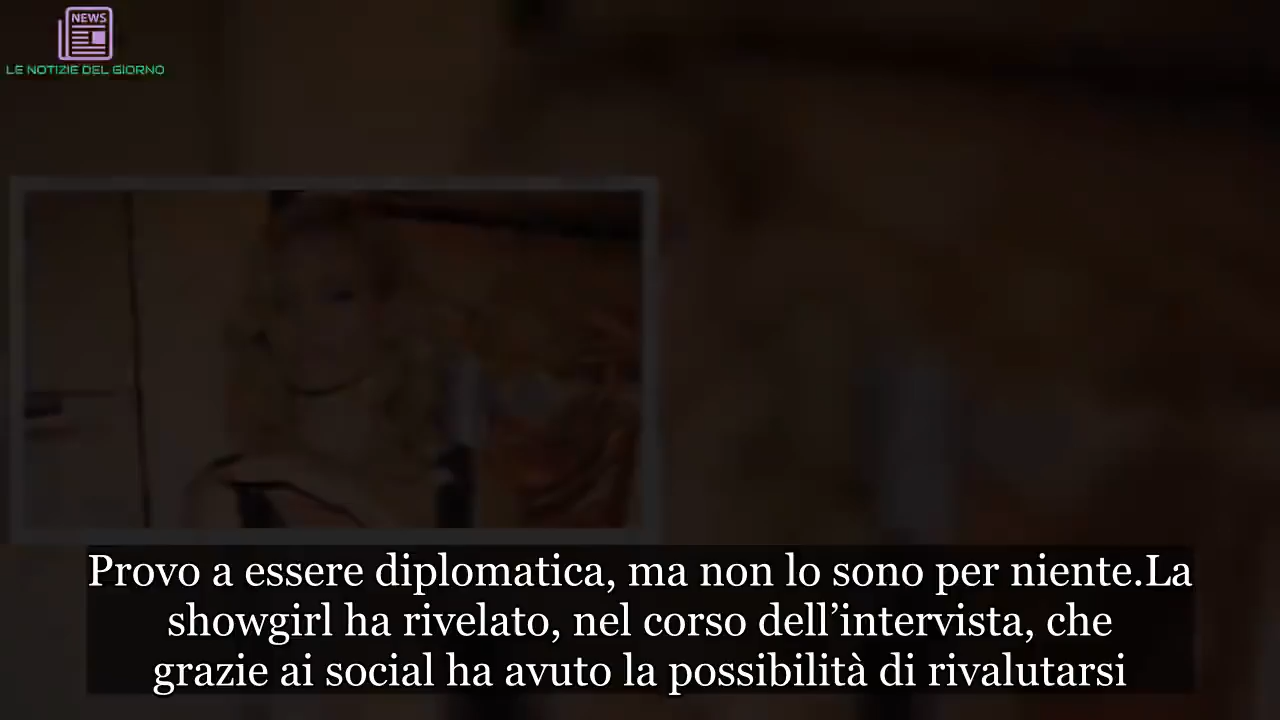 NEWS
LE NOTIZIE DEL GIORNO
Provo a essere diplomatica, ma non lo sono per niente.La
showgirl ha rivelato, nel corso dell’intervista, che
grazie ai social ha avuto la possibilità di rivalutarsi